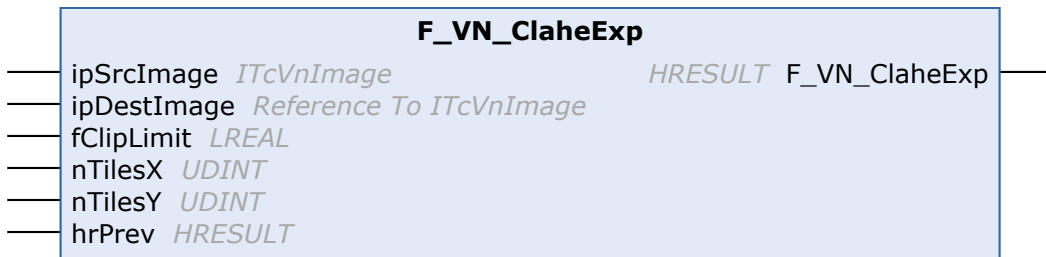 F_VN_ClaheExp
ipSrcImage ITcVnImage HRESULT F_VN_ClaheExp
ipDestImage Reference To ITcVnImage
fClipLimit LREAL
nTilesX UDINT
nTilesY UDINT
hrPrev HRESULT